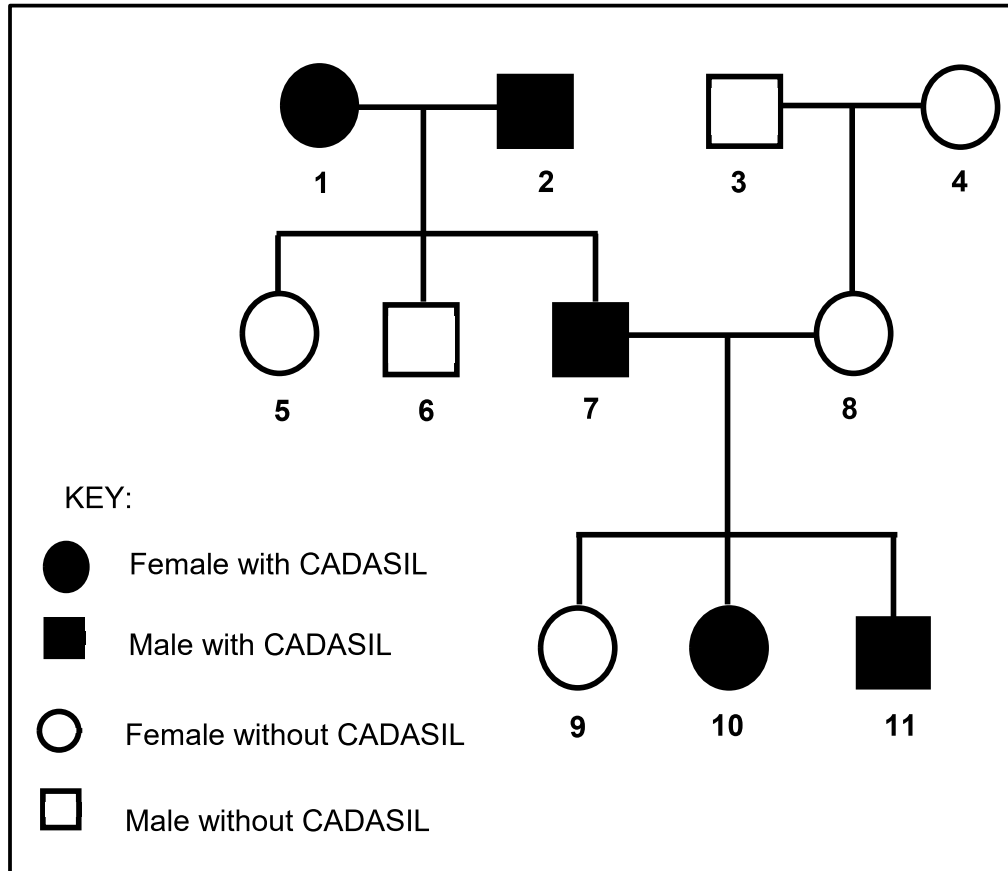 1 2 3 4
5 6 7 8
KEY:
Female with CADASIL
Male with CADASIL
9 10 11
Female without CADASIL
Male without CADASIL